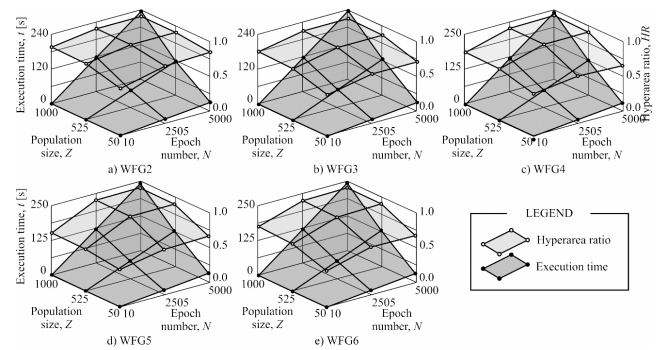 Execution time, t [s]
240
120
0
1000
525
50
10
2505
5000
Population size, Z
Epoch number, N
a) WFG2
1.0
0.5
0.0
240
120
0
1000
525
50
10
2505
5000
Population size, Z
Epoch number, N
b) WFG3
1.0
0.5
0.0
250
125
0
1000
525
50
10
2505
5000
Population size, Z
Epoch number, N
c) WFG4
1.0
0.5
0.0
Hyperarea ratio, HR
Execution time, t [s]
250
125
0
1000
525
50
10
2505
5000
Population size, Z
Epoch number, N
d) WFG5
1.0
0.5
0.0
250
125
0
1000
525
50
10
2505
5000
Population size, Z
Epoch number, N
e) WFG6
1.0
0.5
0.0
LEGEND
Hyperarea ratio
Execution time